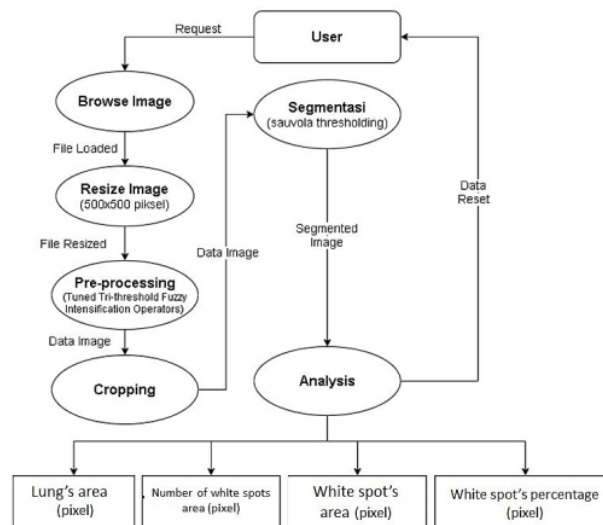 Request
User
Browse Image
File Loaded
Resize Image
(500x500 piksel)
File Resized
Pre-processing
(Tuned Tri-threshold Fuzzy
Intensification Operators)
Data Image
Cropping
Data Image
Segmentasi
(sauvola thresholding)
Segmented
Image
Analysis
Data
Reset
Lung's area
(pixel)
Number of white spots
area (pixel)
White spot's
area (pixel)
White spot's percentage
(pixel)